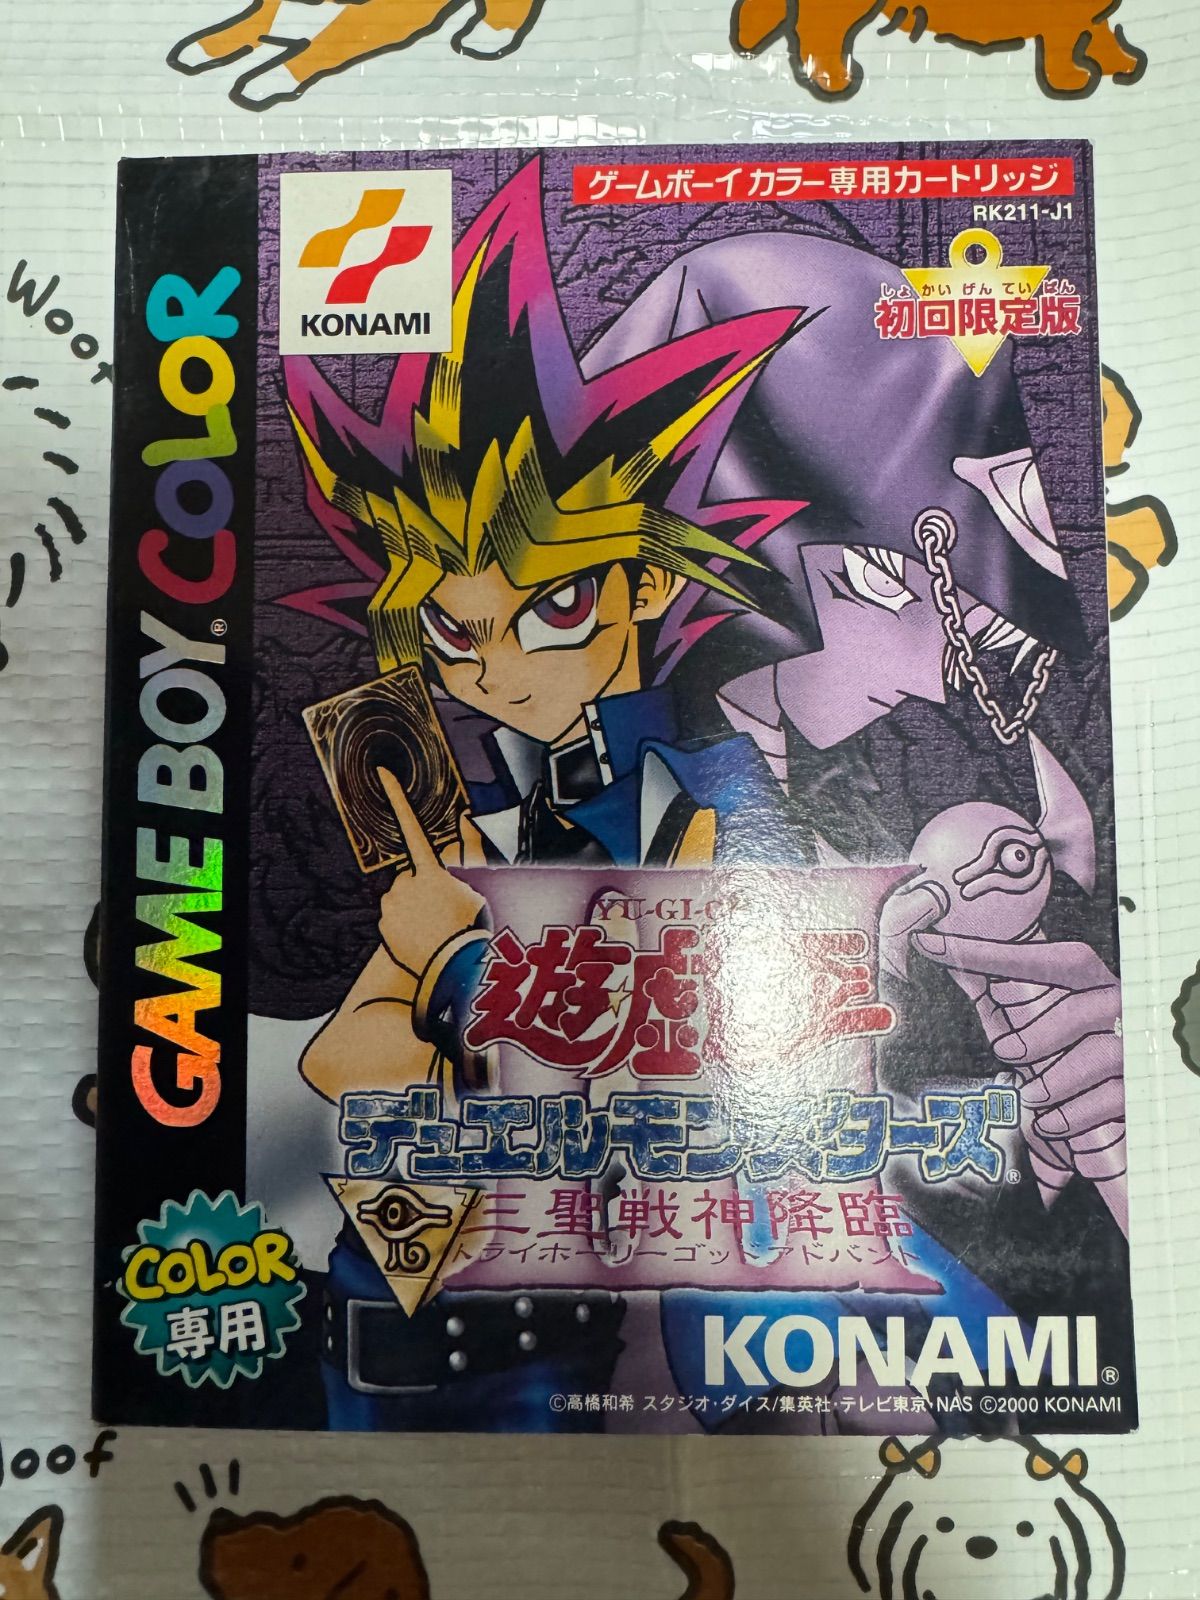 ゲームボーイカラー専用カートリッジ
RK211-J1
KONAMI
しょかいげんていばん
初回限定版
GAME BOY COLOR
Woof
YU-GI-O
遊戯王
デュエルモンスターズ
三聖戦神降臨
トライホーリーゴッドアドバント
COLOR
専用
KONAMI
©高橋和希 スタジオ・ダイス/集英社・テレビ東京・NAS ©2000 KONAMI
oof